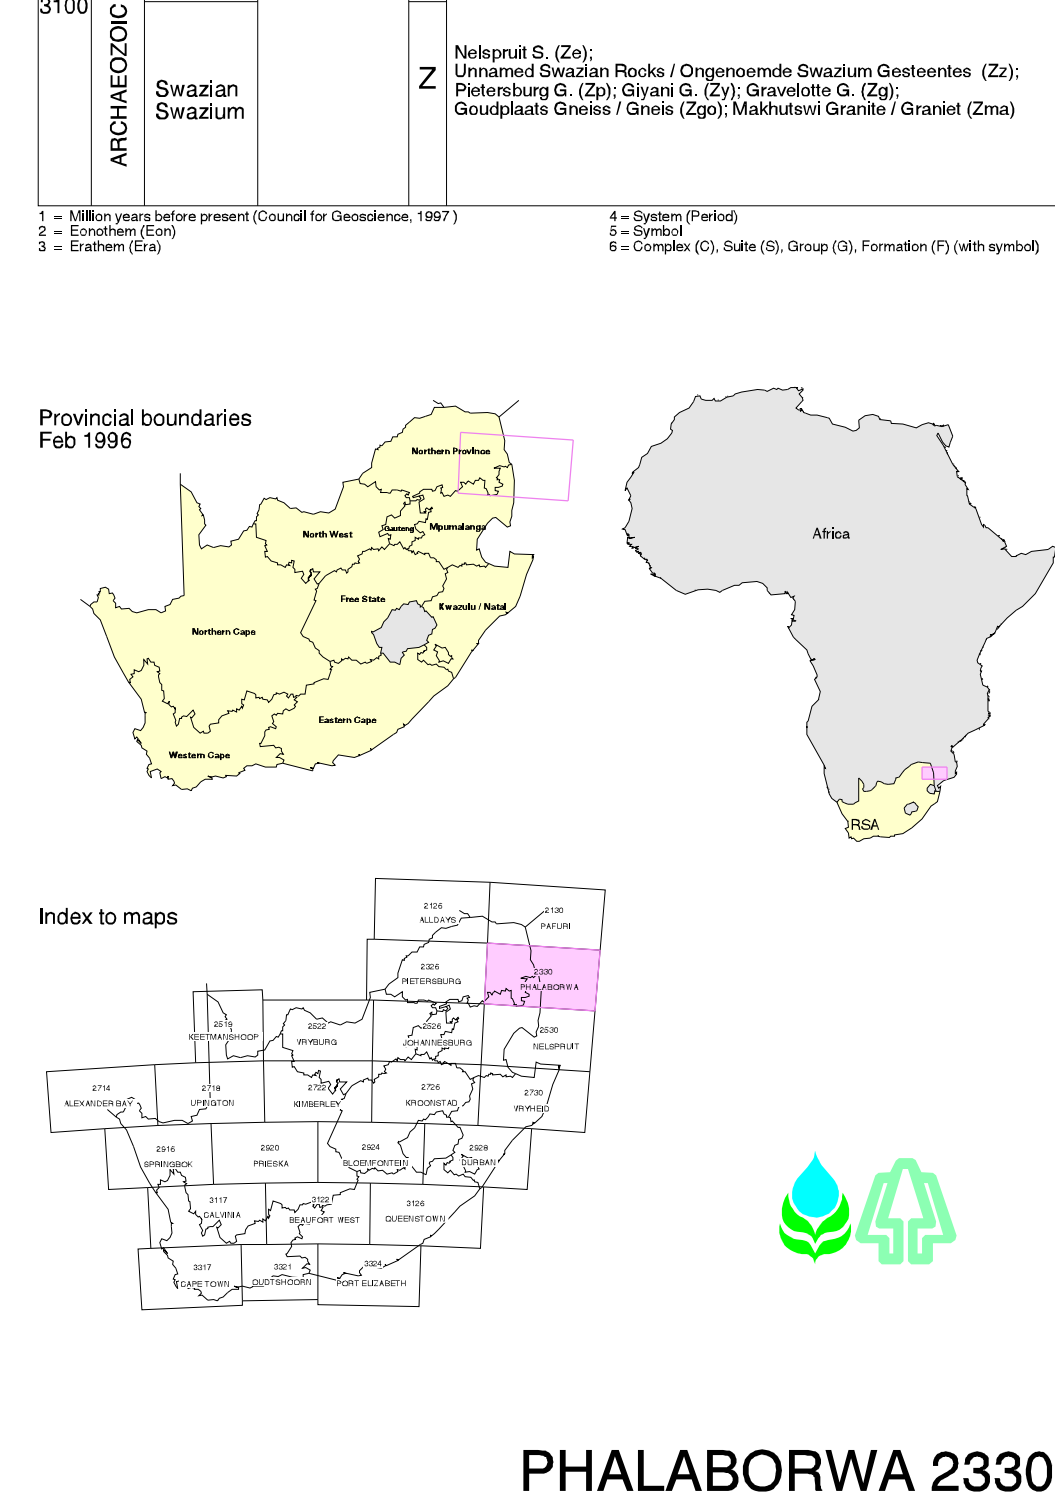 3100
ARCHAEOZOIC
Swazian
Swazium
Z
Nelspruit S. (Ze);
Unnamed Swazian Rocks / Ongenoemde Swazium Gesteentes (Zz);
Pietersburg G. (Zp); Giyani G. (Zy); Gravelotte G. (Zg);
Goudplaats Gneiss / Gneis (Zgo); Makhutswi Granite / Graniet (Zma)
1 = Million years before present (Council for Geoscience, 1997 )
2 = Eonothem (Eon)
3 = Erathem (Era)
4 = System (Period)
5 = Symbol
6 = Complex (C), Suite (S), Group (G), Formation (F) (with symbol)
Provincial boundaries
Feb 1996
Northern Province
North West
Gauteng
Mpumalanga
Free State
Kwazulu / Natal
Northern Cape
Eastern Cape
Western Cape
Africa
RSA
Index to maps
2126
ALLDAYS
2130
PAFURI
2326
PIETERSBURG
2330
PHALABORWA
2519
KEETMANSHOOP
2522
VRYBURG
2526
JOHANNESBURG
2530
NELSPRUIT
2714
ALEXANDER BAY
2718
UPINGTON
2722
KIMBERLEY
2726
KROONSTAD
2730
VRYHEID
2916
SPRINGBOK
2920
PRIESKA
2924
BLOEMFONTEIN
2928
DURBAN
3117
CALVINIA
3122
BEAUFORT WEST
3126
QUEENSTOWN
3317
CAPE TOWN
3321
OUDTSHOORN
3324
PORT ELIZABETH
PHALABORWA 2330